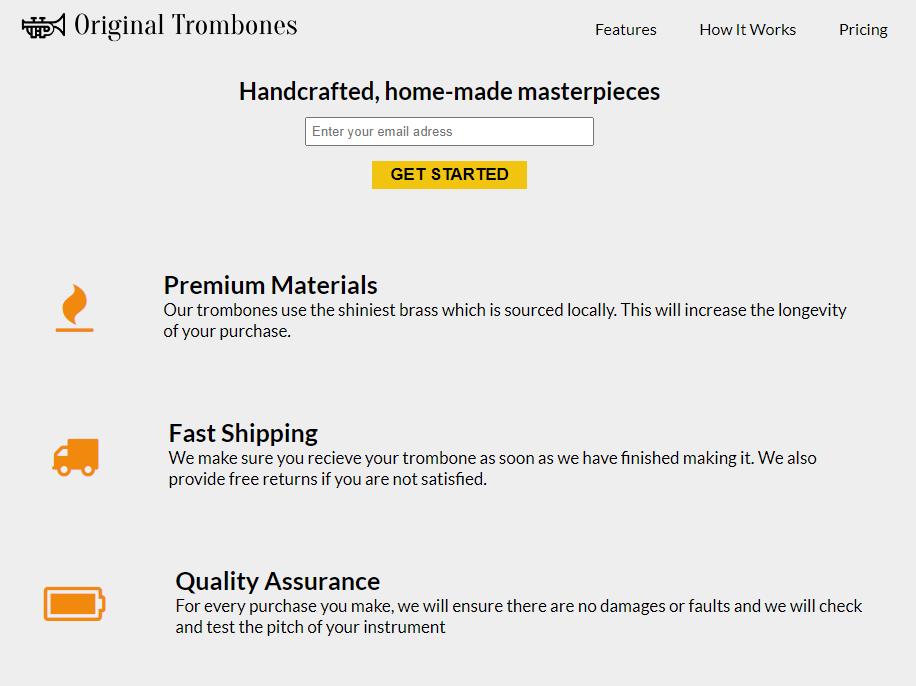 Original Trombones
Features
How It Works
Pricing
Handcrafted, home-made masterpieces
Enter your email adress
GET STARTED
Premium Materials
Our trombones use the shiniest brass which is sourced locally. This will increase the longevity
of your purchase.
Fast Shipping
We make sure you recieve your trombone as soon as we have finished making it. We also
provide free returns if you are not satisfied.
Quality Assurance
For every purchase you make, we will ensure there are no damages or faults and we will check
and test the pitch of your instrument